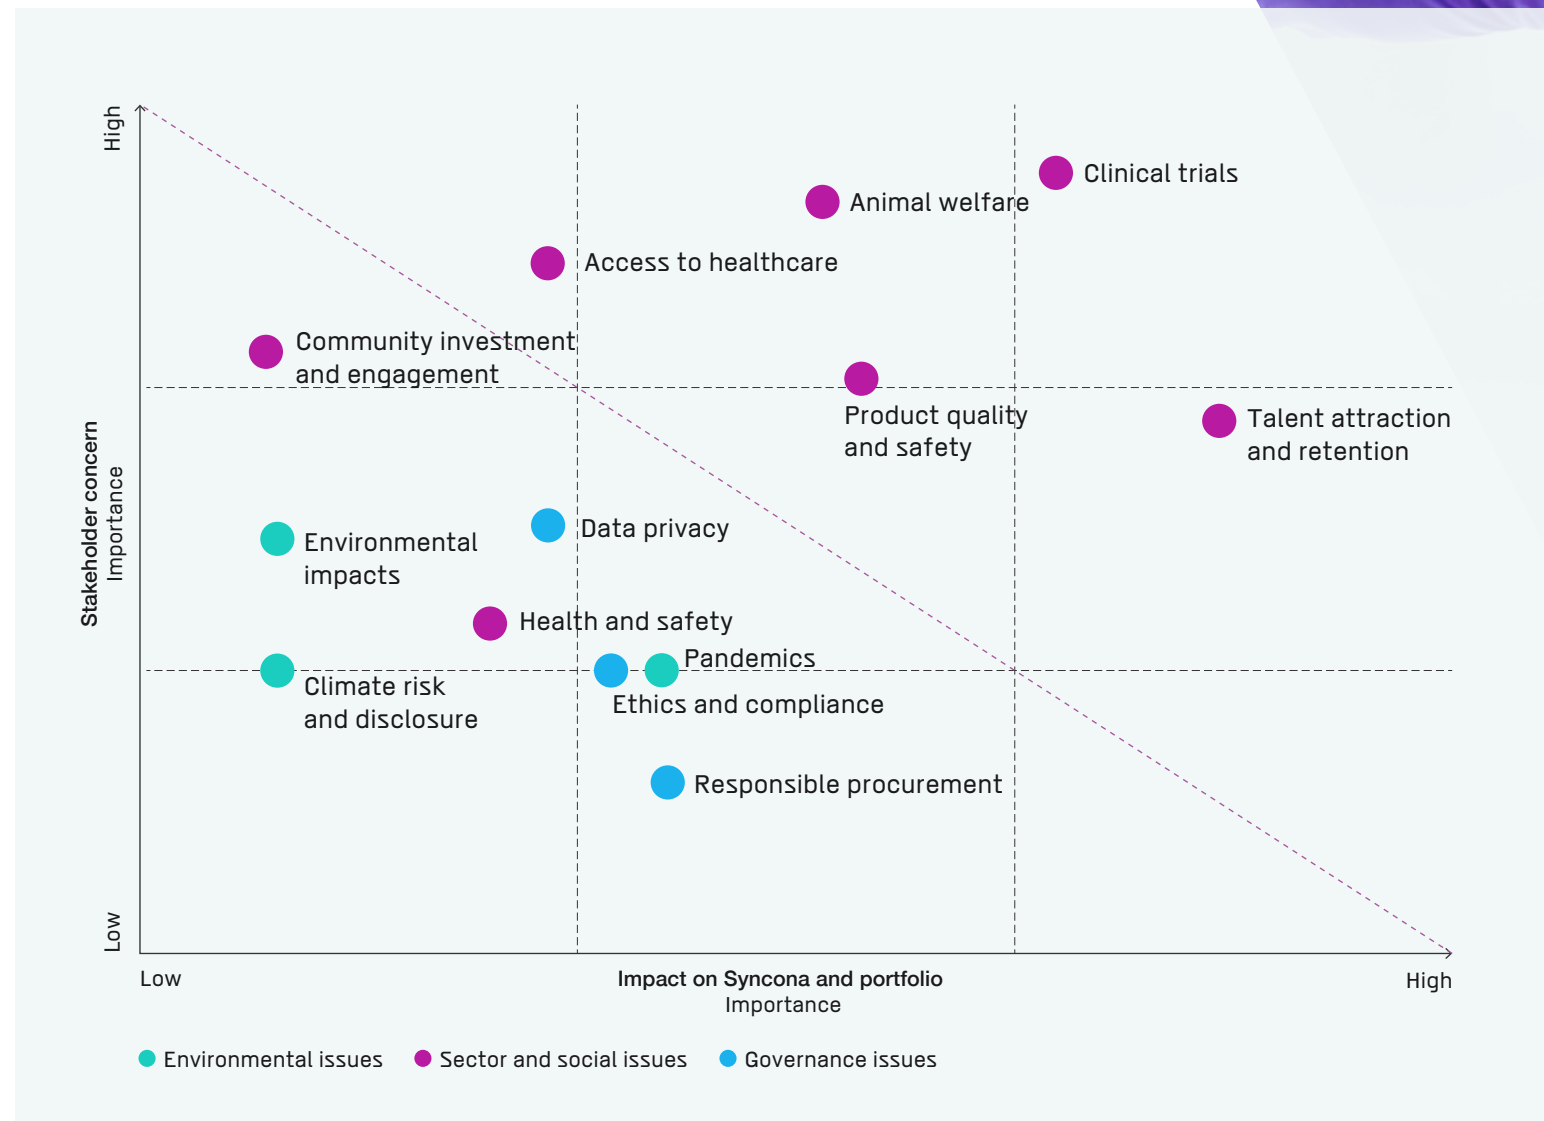 High
Clinical trials
Animal welfare
Access to healthcare
Community investment
and engagement
Product quality
and safety
Talent attraction
and retention
Stakeholder concern
Importance
Data privacy
Environmental
impacts
Health and safety
Pandemics
Climate risk
and disclosure
Ethics and compliance
Responsible procurement
Low
Low
Impact on Syncona and portfolio
Importance
High
Environmental issues
Sector and social issues
Governance issues